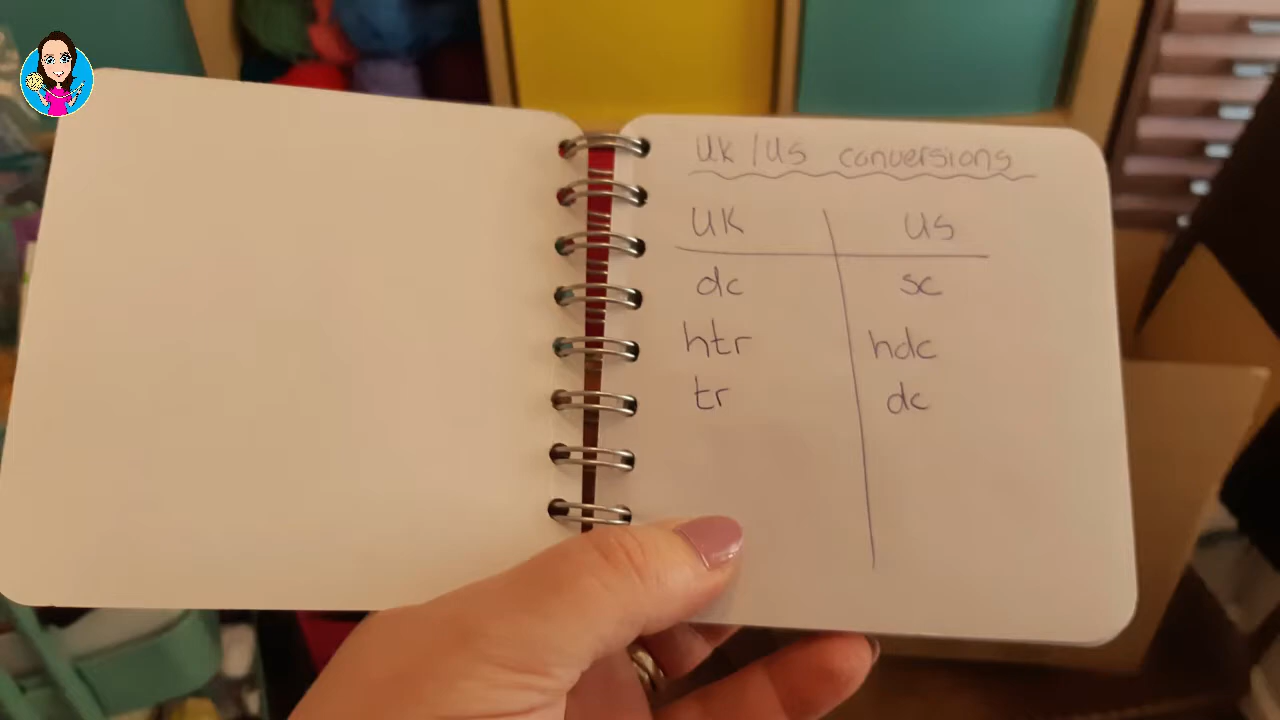 UK/US conversions
UK US
dc sc
htr hdc
tr dc